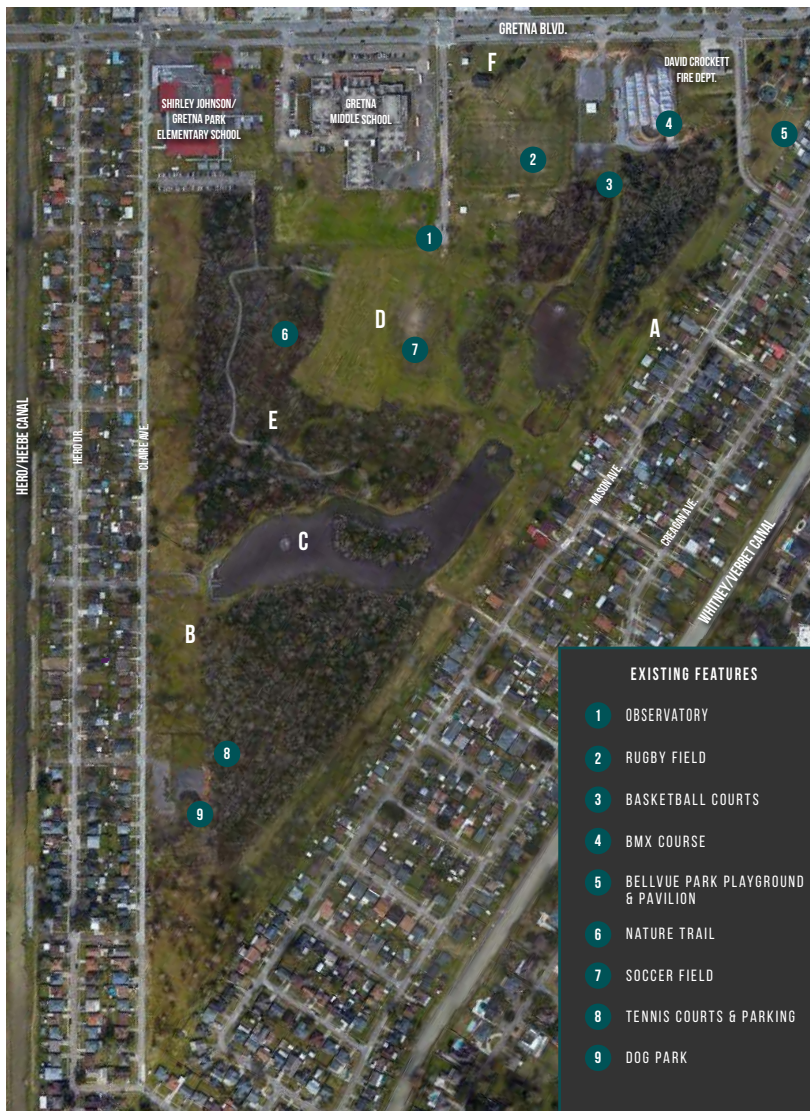 GRETNA BLVD.
F
DAVID CROCKETT
FIRE DEPT.
SHIRLEY JOHNSON/
GRETNA PARK
ELEMENTARY SCHOOL
GRETNA
MIDDLE SCHOOL
4
5
2
3
1
D
A
6
7
E
HERO/HEEBE CANAL
HERO DR.
CLAIRE AVE.
MASON AVE.
CREAGAN AVE.
WHITNEY/VERRET CANAL
C
B
8
9
EXISTING FEATURES
1 OBSERVATORY
2 RUGBY FIELD
3 BASKETBALL COURTS
4 BMX COURSE
5 BELLVUE PARK PLAYGROUND
& PAVILION
6 NATURE TRAIL
7 SOCCER FIELD
8 TENNIS COURTS & PARKING
9 DOG PARK